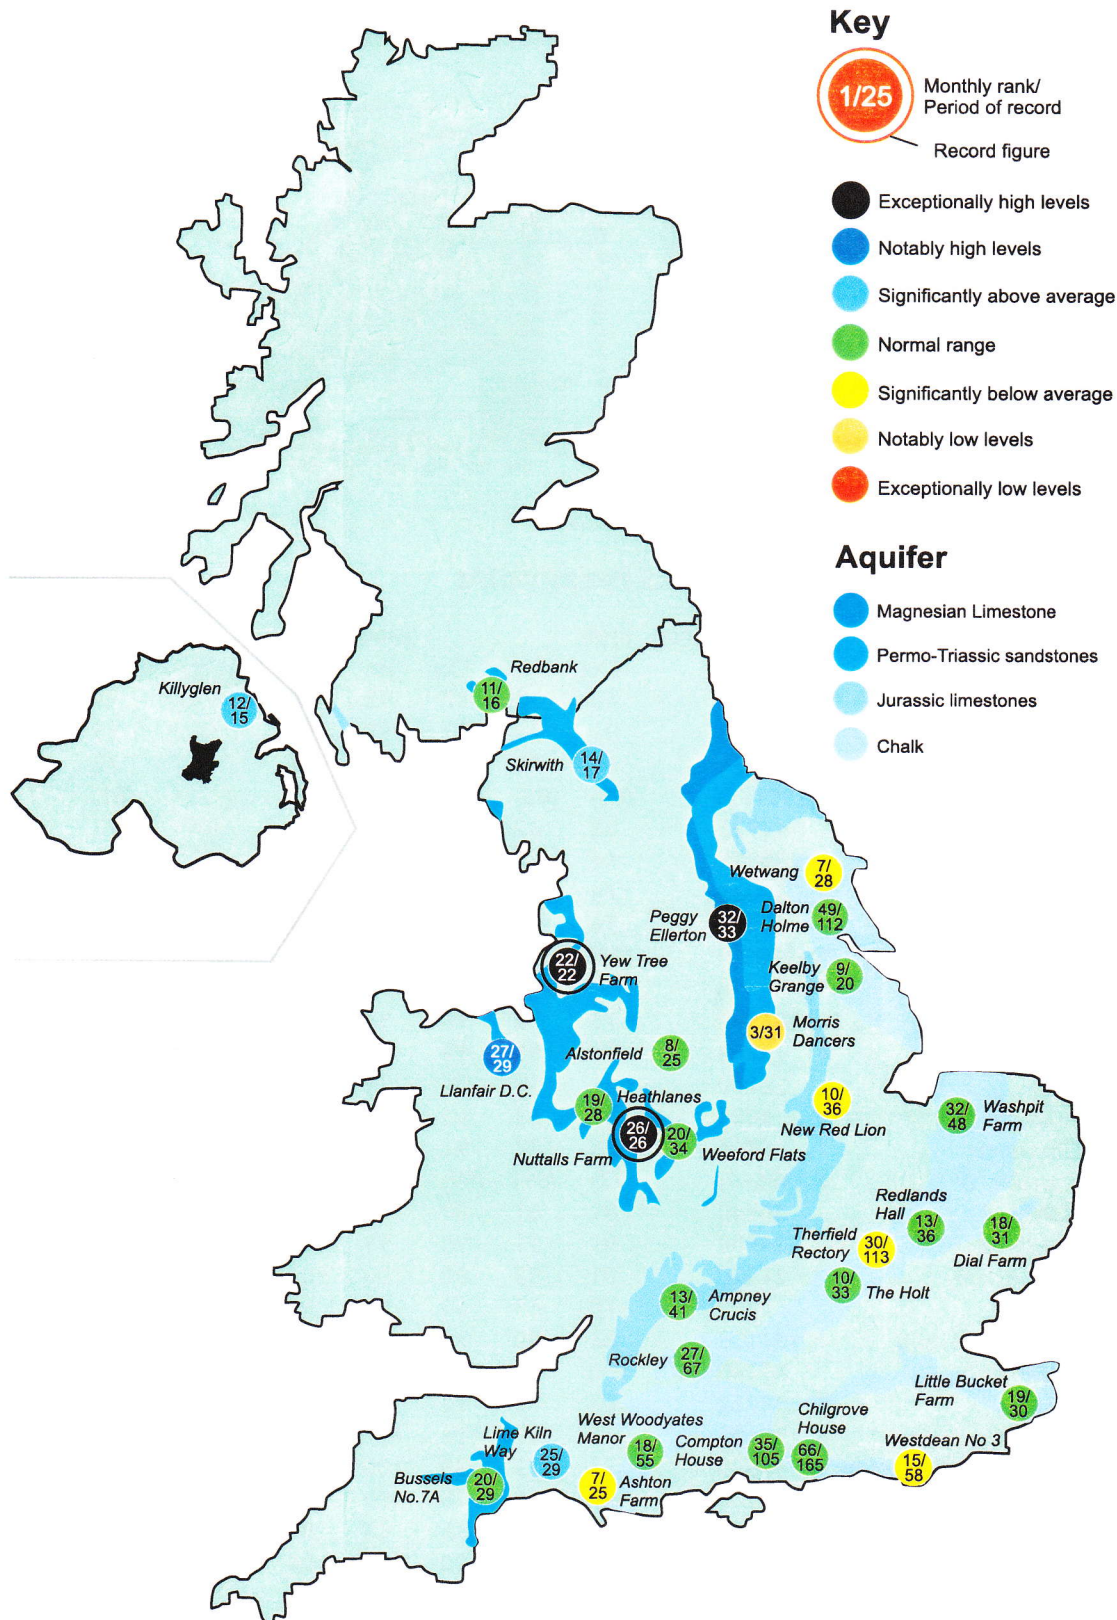 Key
1/25
Monthly rank/
Period of record
Record figure
Exceptionally high levels
Notably high levels
Significantly above average
Normal range
Significantly below average
Notably low levels
Exceptionally low levels
Aquifer
Magnesian Limestone
Permo-Triassic sandstones
Jurassic limestones
Chalk
Redbank
11/
16
Killyglen
12/
15
Skirwith
14/
17
Wetwang
7/
28
Peggy
Ellerton
32/
33
Dalton
Holme
49/
112
22/
22
Yew Tree
Farm
Keelby
Grange
9/
20
3/31
Morris
Dancers
27/
29
Llanfair D.C.
Alstonfield
8/
25
19/
28
Heathlanes
10/
36
New Red Lion
32/
48
Washpit
Farm
26/
26
Nuttalls Farm
20/
34
Weeford Flats
Redlands
Hall
13/
36
18/
31
Dial Farm
Therfield
Rectory
30/
113
10/
33
The Holt
13/
41
Ampney
Crucis
Rockley
27/
67
Little Bucket
Farm
19/
30
Lime Kiln
Way
25/
29
West Woodyates
Manor
18/
55
Compton
House
35/
105
Chilgrove
House
66/
165
Westdean No 3
15/
58
Bussels
No.7A
20/
29
7/
25
Ashton
Farm